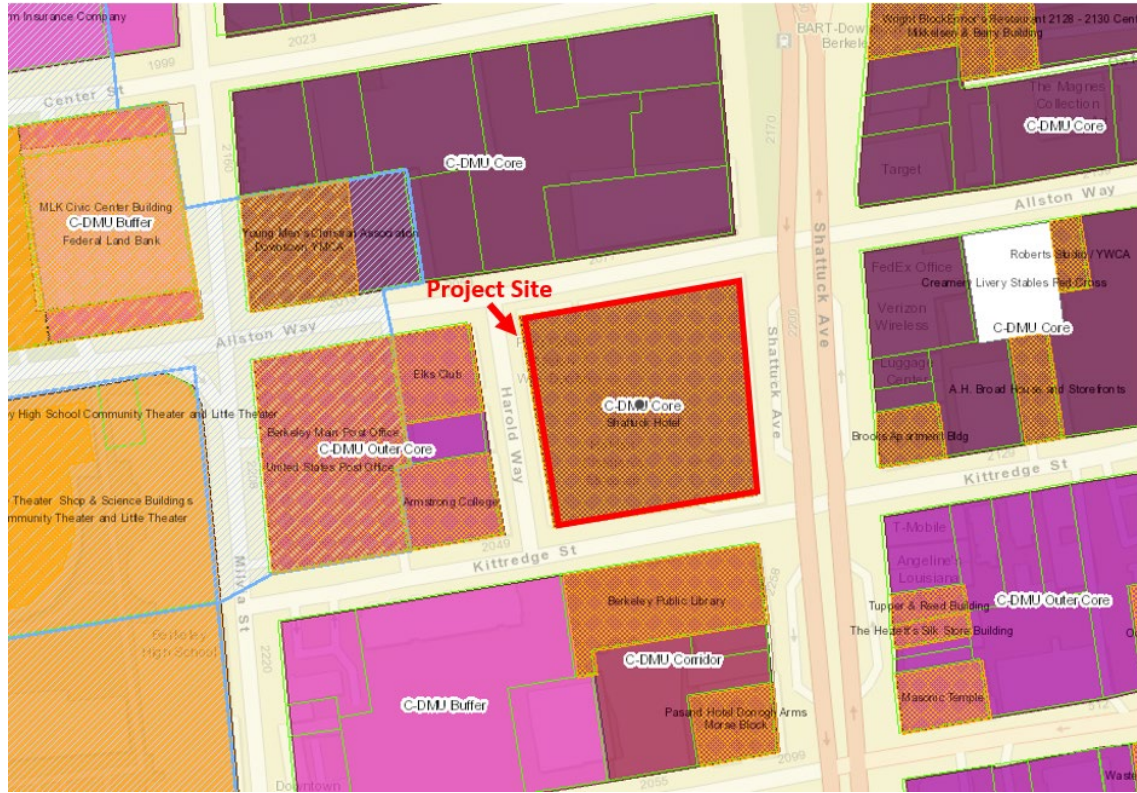 rm Insurance Company
2023
1999
Center St
BART-Dow
Berkele
Wright Block
2128 - 2130 Cent
Mikkelsen & Berry Building
The Magnes
Collection
C-DMU Core
2170
Target
C-DMU Core
2160
MLK Civic Center Building
C-DMU Buffer
Federal Land Bank
Young Men's Christian Association
Downtown YMCA
Allston Way
Shattuck Ave
Roberts Studio / YWCA
FedEx Office
Creamery Livery Stables Red Cross
Verizon
Wireless
C-DMU Core
Luggage
Center
A.H. Broad House and Storefronts
Brooks Apartment Bldg
2129
Kittredge St
Project Site
Allston Way
Elks Club
Harold Way
2200
Shattuck Ave
C-DMU Core
Shattuck Hotel
y High School Community Theater and Little Theater
Berkeley Main Post Office
C-DMU Outer Core
United States Post Office
Armstrong College
e Theater Shop & Science Buildings
ommunity Theater and Little Theater
2049
Kittredge St
Milvia St
2258
T-Mobile
Angeline's
Louisiana
C-DMU Outer Core
Tupper & Reed Building
The Hezlett's Silk Store Building
Masonic Temple
Berkeley
High School
2220
Berkeley Public Library
C-DMU Corridor
C-DMU Buffer
Pasand Hotel Donogh Arms
Morse Block
2099
2055
Downtown
Waste